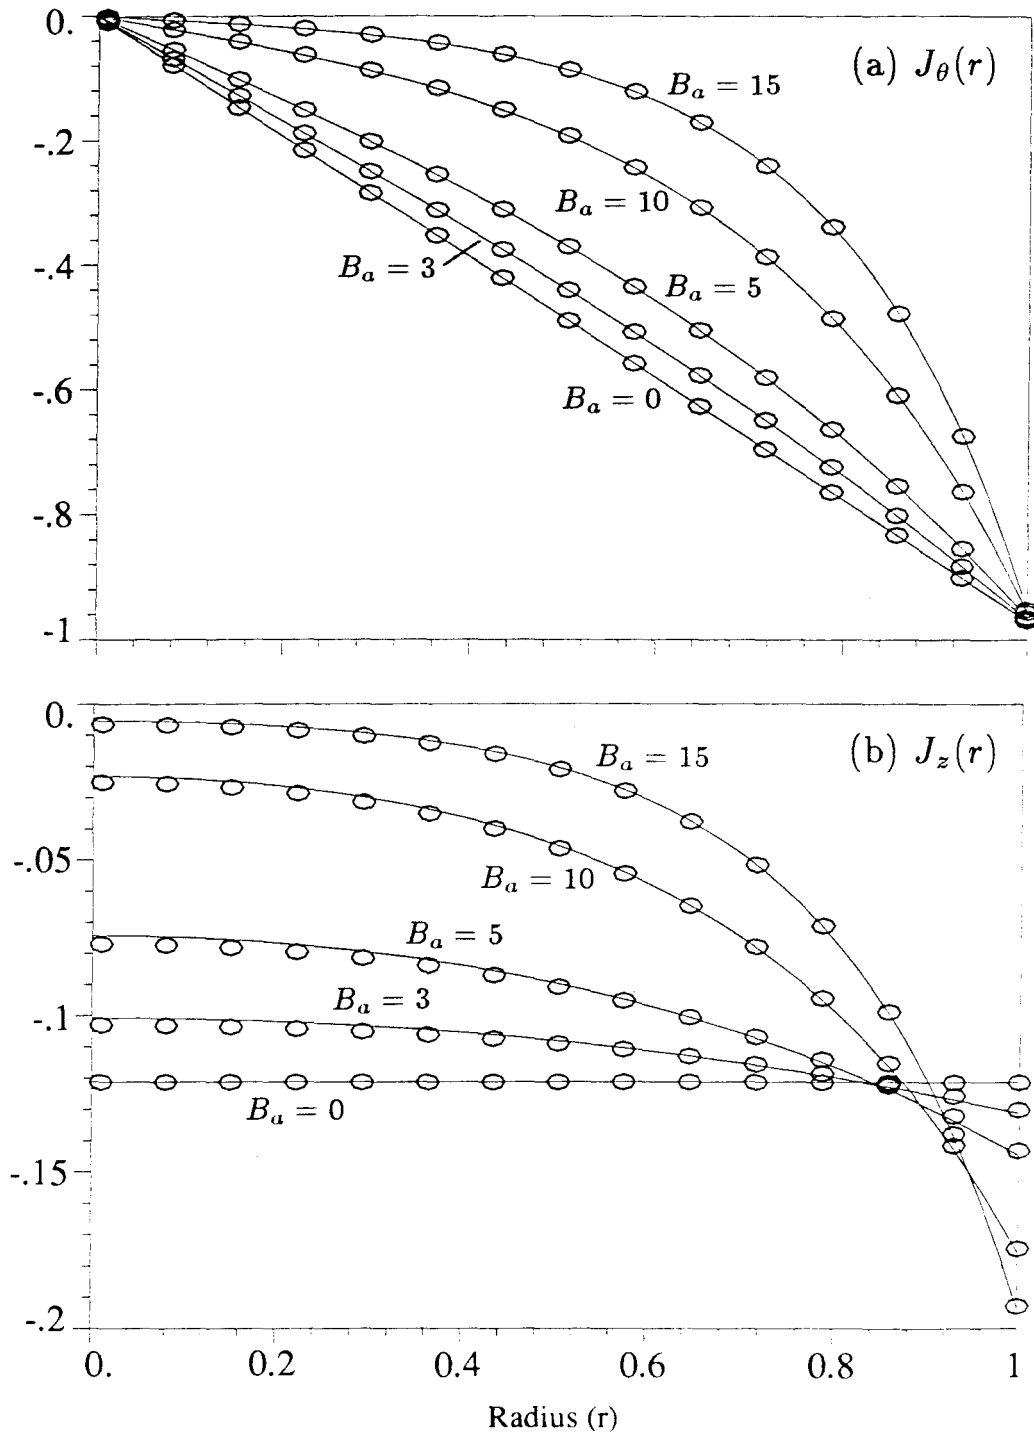 0.
(a) J_θ(r)
B_a = 15
-.2
B_a = 10
B_a = 3
-.4
B_a = 5
B_a = 0
-.6
-.8
-1
0.
(b) J_z(r)
B_a = 15
-.05
B_a = 10
B_a = 5
B_a = 3
-.1
B_a = 0
-.15
-.2
0. 0.2 0.4 0.6 0.8 1
Radius (r)